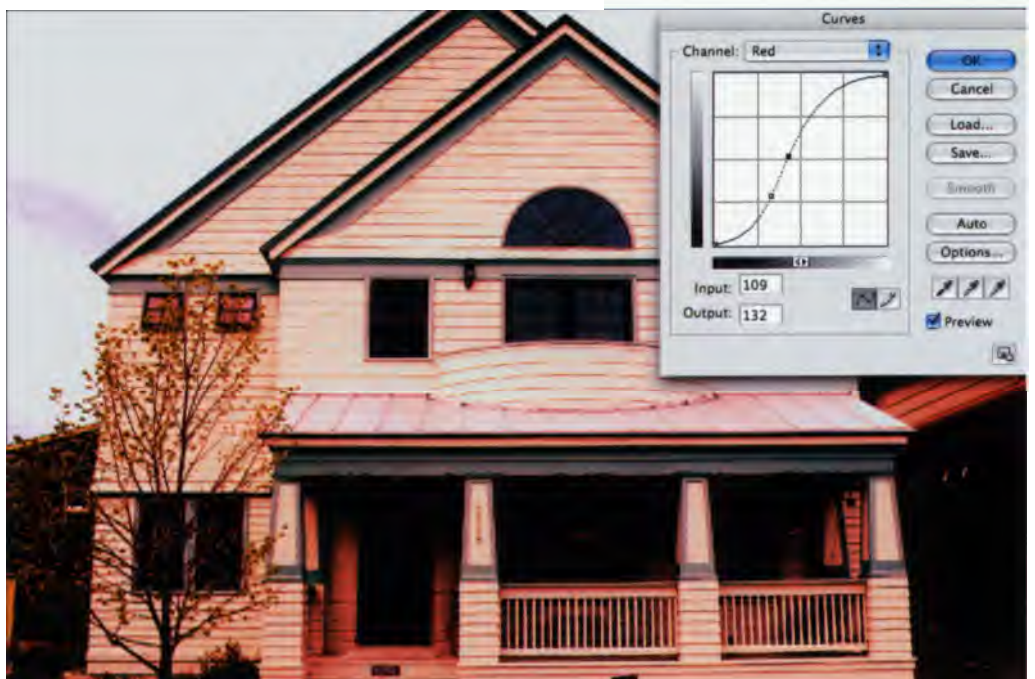 Curves
Channel: Red
OK
Cancel
Load...
Save...
Smooth
Auto
Options...
Input: 109
Output: 132
Preview